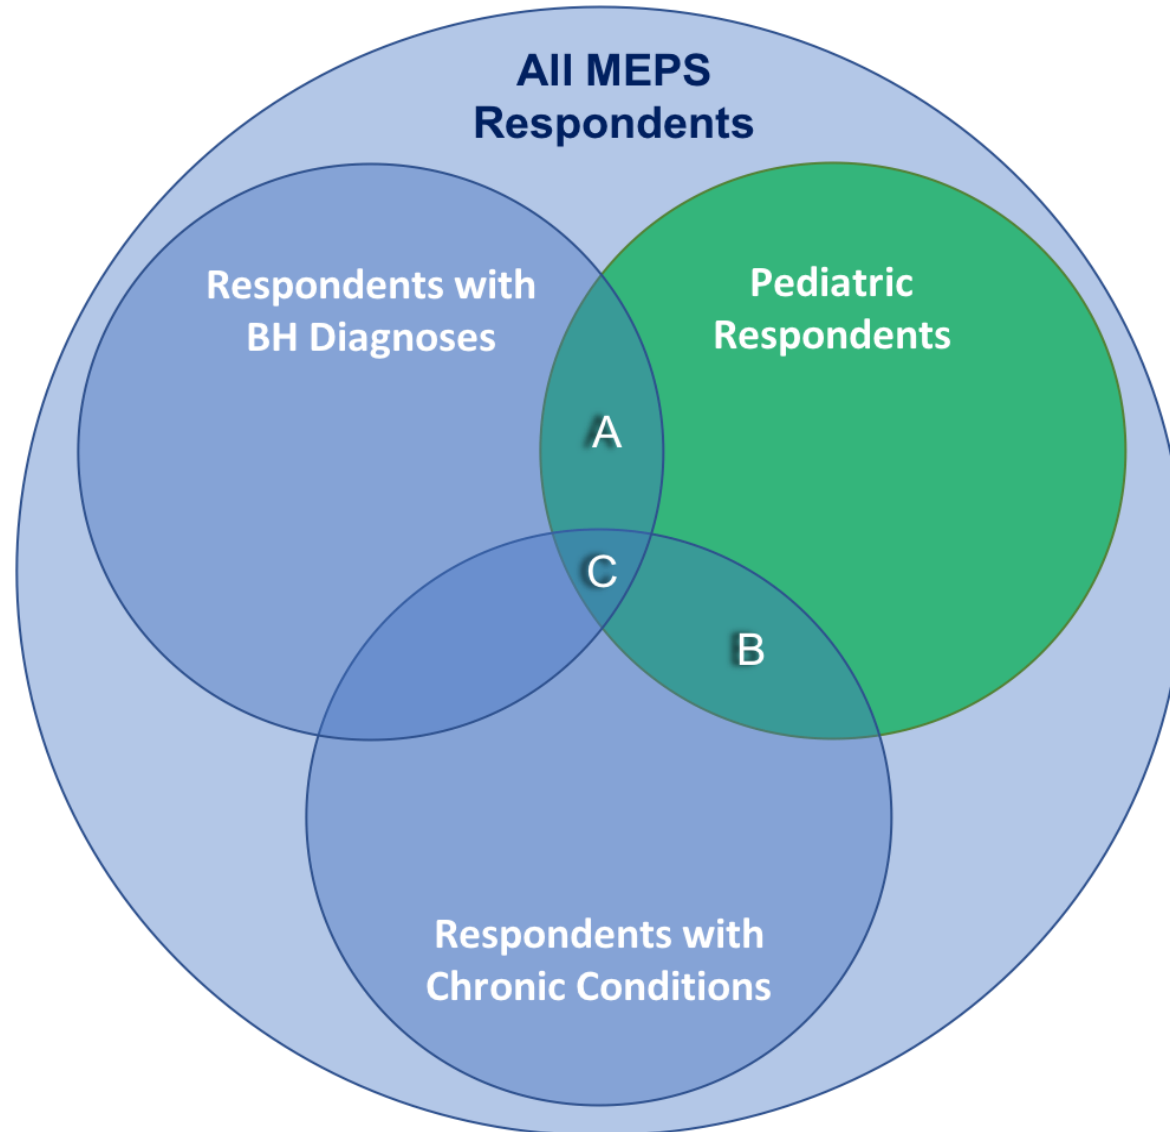 All MEPS
Respondents
Respondents with
BH Diagnoses
Pediatric
Respondents
A
C
B
Respondents with
Chronic Conditions